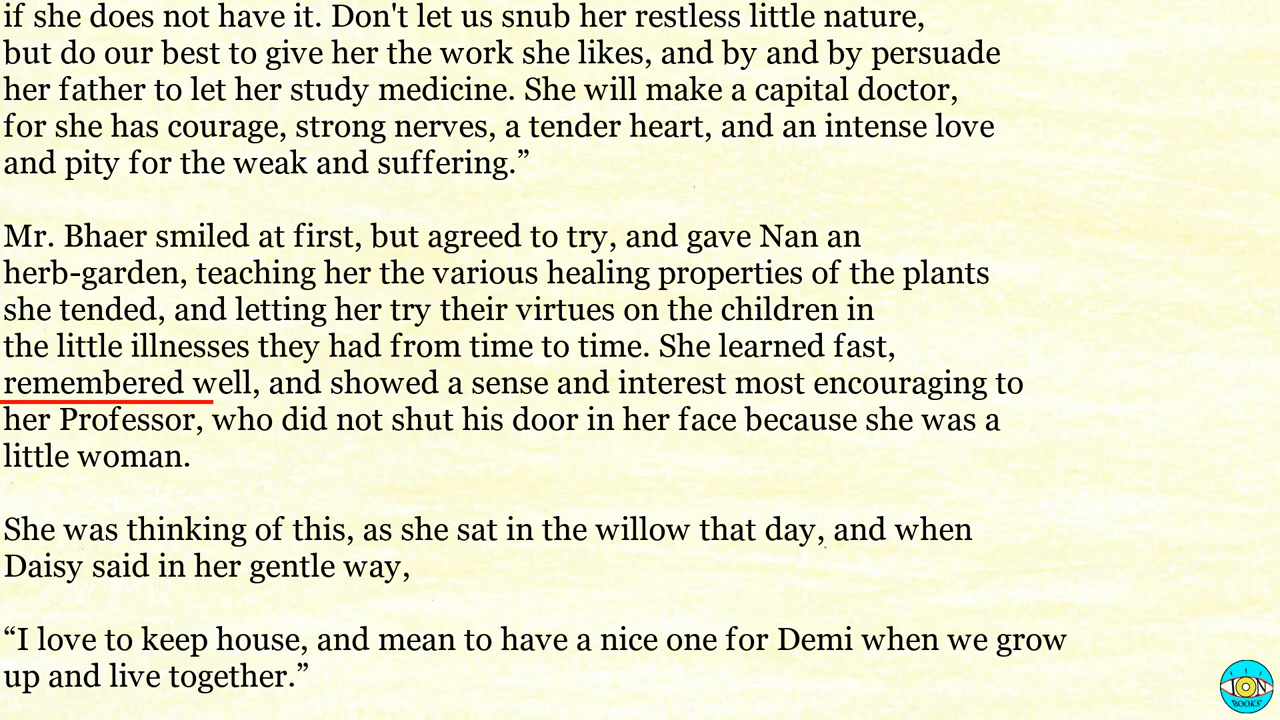 if she does not have it. Don't let us snub her restless little nature,
but do our best to give her the work she likes, and by and by persuade
her father to let her study medicine. She will make a capital doctor,
for she has courage, strong nerves, a tender heart, and an intense love
and pity for the weak and suffering.”
Mr. Bhaer smiled at first, but agreed to try, and gave Nan an
herb-garden, teaching her the various healing properties of the plants
she tended, and letting her try their virtues on the children in
the little illnesses they had from time to time. She learned fast,
remembered well, and showed a sense and interest most encouraging to
her Professor, who did not shut his door in her face because she was a
little woman.
She was thinking of this, as she sat in the willow that day, and when
Daisy said in her gentle way,
“I love to keep house, and mean to have a nice one for Demi when we grow
up and live together.”
ION
BOOKS